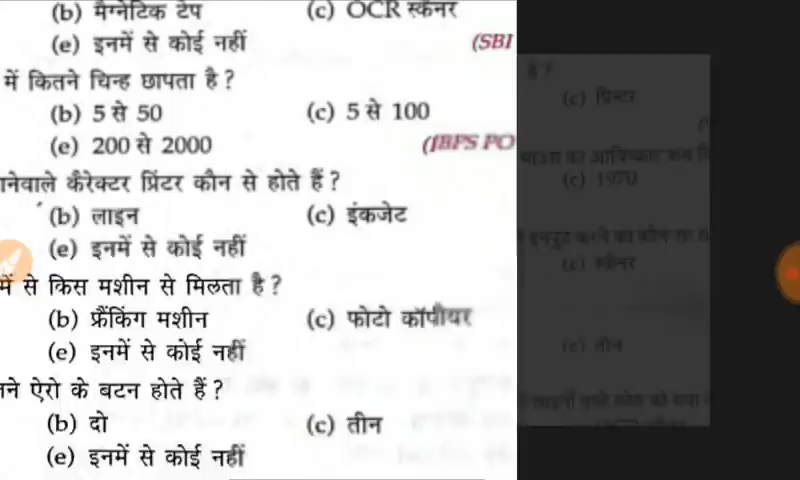 (b) मैग्नेटिक टेप (c) OCR स्कैनर
(e) इनमें से कोई नहीं (SBI
में कितने चिन्ह छापता है ?
(b) 5 से 50 (c) 5 से 100
(e) 200 से 2000 (IBPS PO
नेवाले कैरेक्टर प्रिंटर कौन से होते हैं ?
(b) लाइन (c) इंकजेट
(e) इनमें से कोई नहीं
में से किस मशीन से मिलता है ?
(b) फ्रैंकिंग मशीन (c) फोटो कॉपीयर
(e) इनमें से कोई नहीं
तने ऐरो के बटन होते हैं ?
(b) दो (c) तीन
(e) इनमें से कोई नहीं
(c) प्रिन्टर
(c) 1970
(c) स्कैनर
(c) तीन